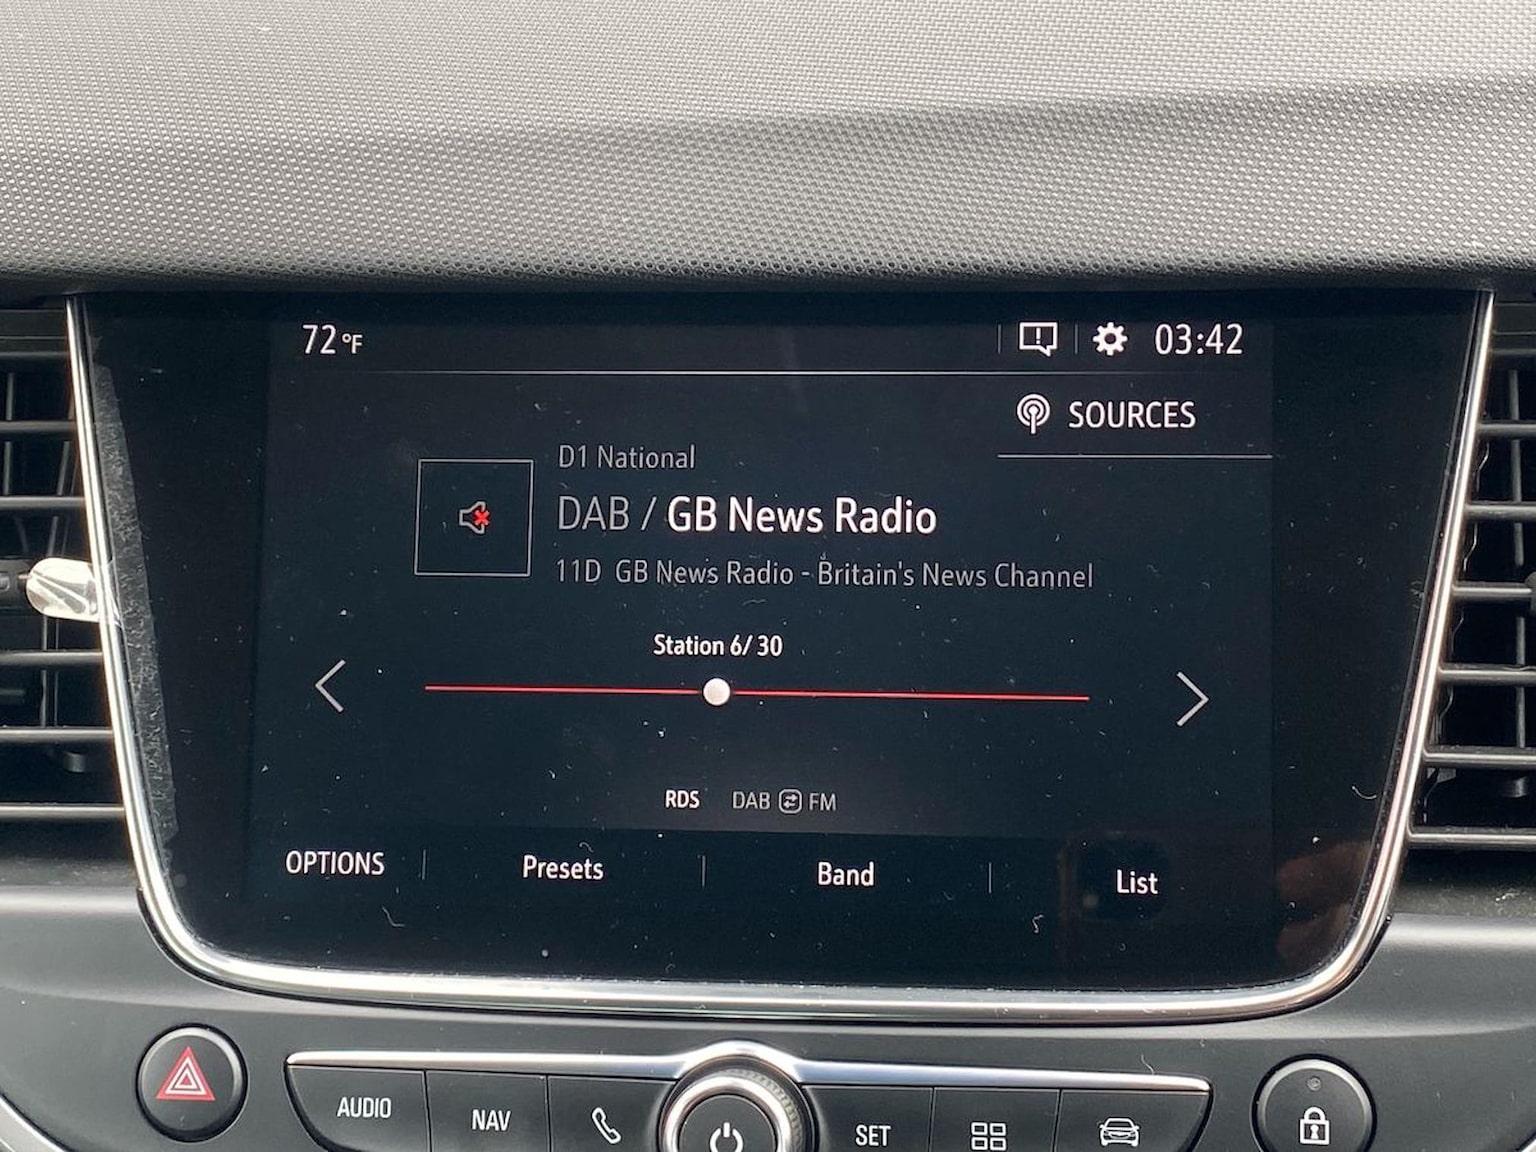 72 °F
03:42
SOURCES
D1 National
DAB / GB News Radio
11D GB News Radio - Britain's News Channel
Station 6/ 30
RDS DAB FM
OPTIONS Presets Band List
AUDIO NAV SET